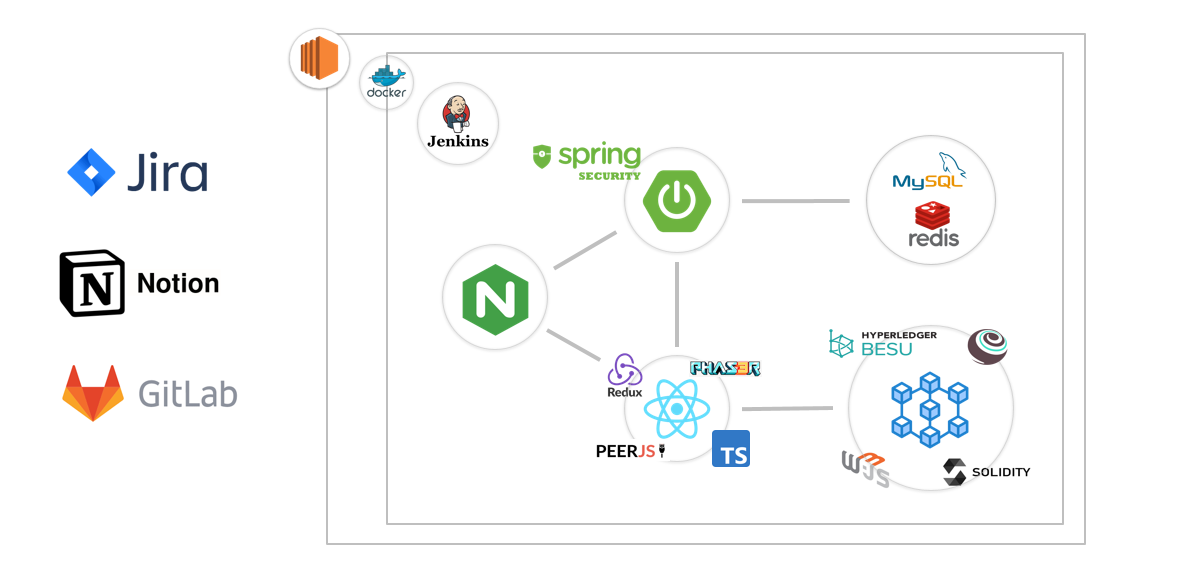 docker
Jenkins
spring
SECURITY
Jira
MySQL
redis
N
Notion
N
HYPERLEDGER
BESU
Redux
PHASER
GitLab
PEERJS
TS
W3JS
SOLIDITY